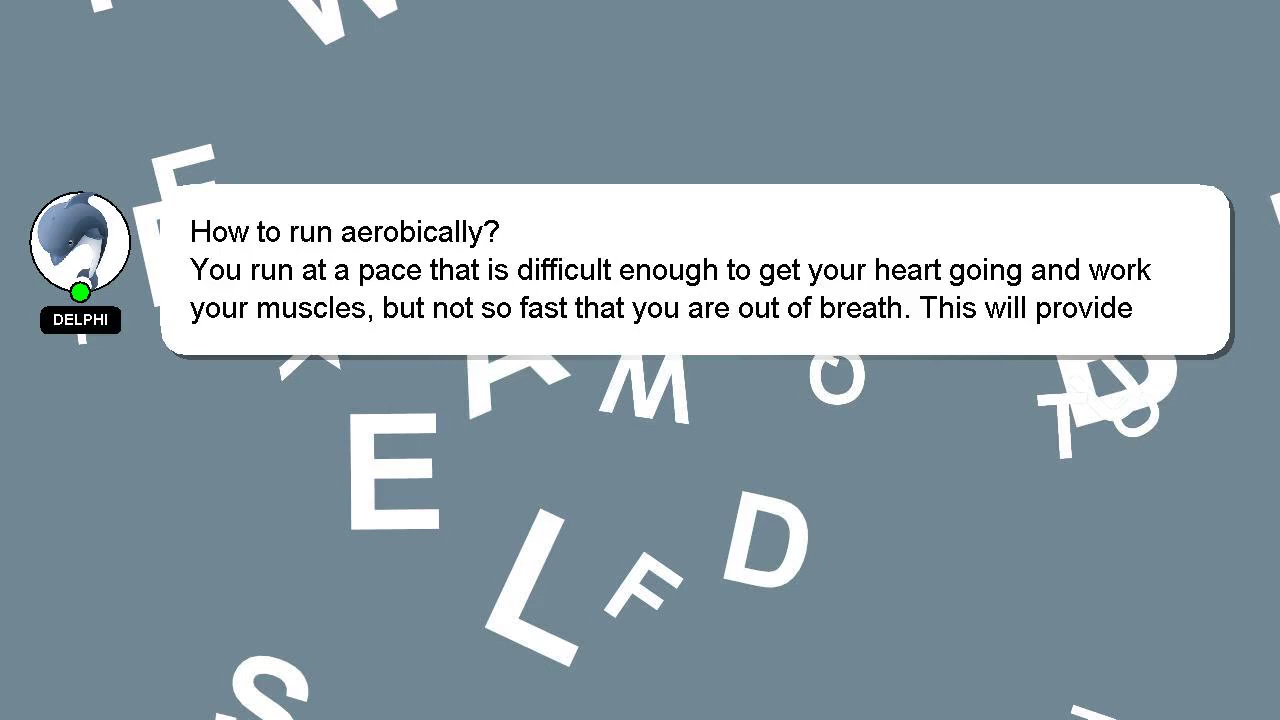 W
E
How to run aerobically?
You run at a pace that is difficult enough to get your heart going and work
your muscles, but not so fast that you are out of breath. This will provide
DELPHI
A
M
D
T
E
D
L
F
S